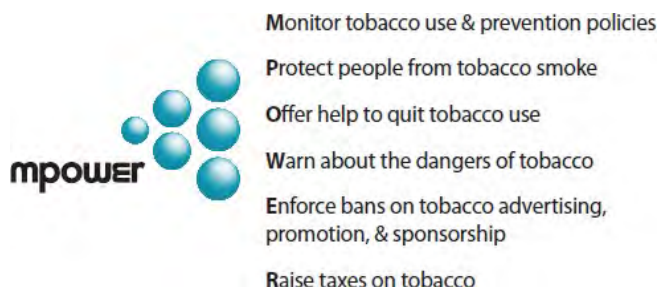 Monitor tobacco use & prevention policies
Protect people from tobacco smoke
Offer help to quit tobacco use
mpower
Warn about the dangers of tobacco
Enforce bans on tobacco advertising,
promotion, & sponsorship
Raise taxes on tobacco